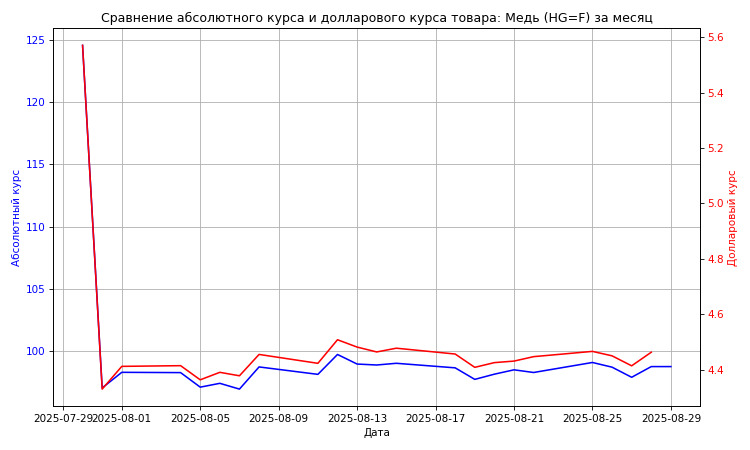 Сравнение абсолютного курса и долларового курса товара: Медь (HG=F) за месяц
125
120
115
110
105
100
Абсолютный курс
5.6
5.4
5.2
5.0
4.8
4.6
4.4
Долларовый курс
2025-07-29 2025-08-01 2025-08-05 2025-08-09 2025-08-13 2025-08-17 2025-08-21 2025-08-25 2025-08-29
Дата